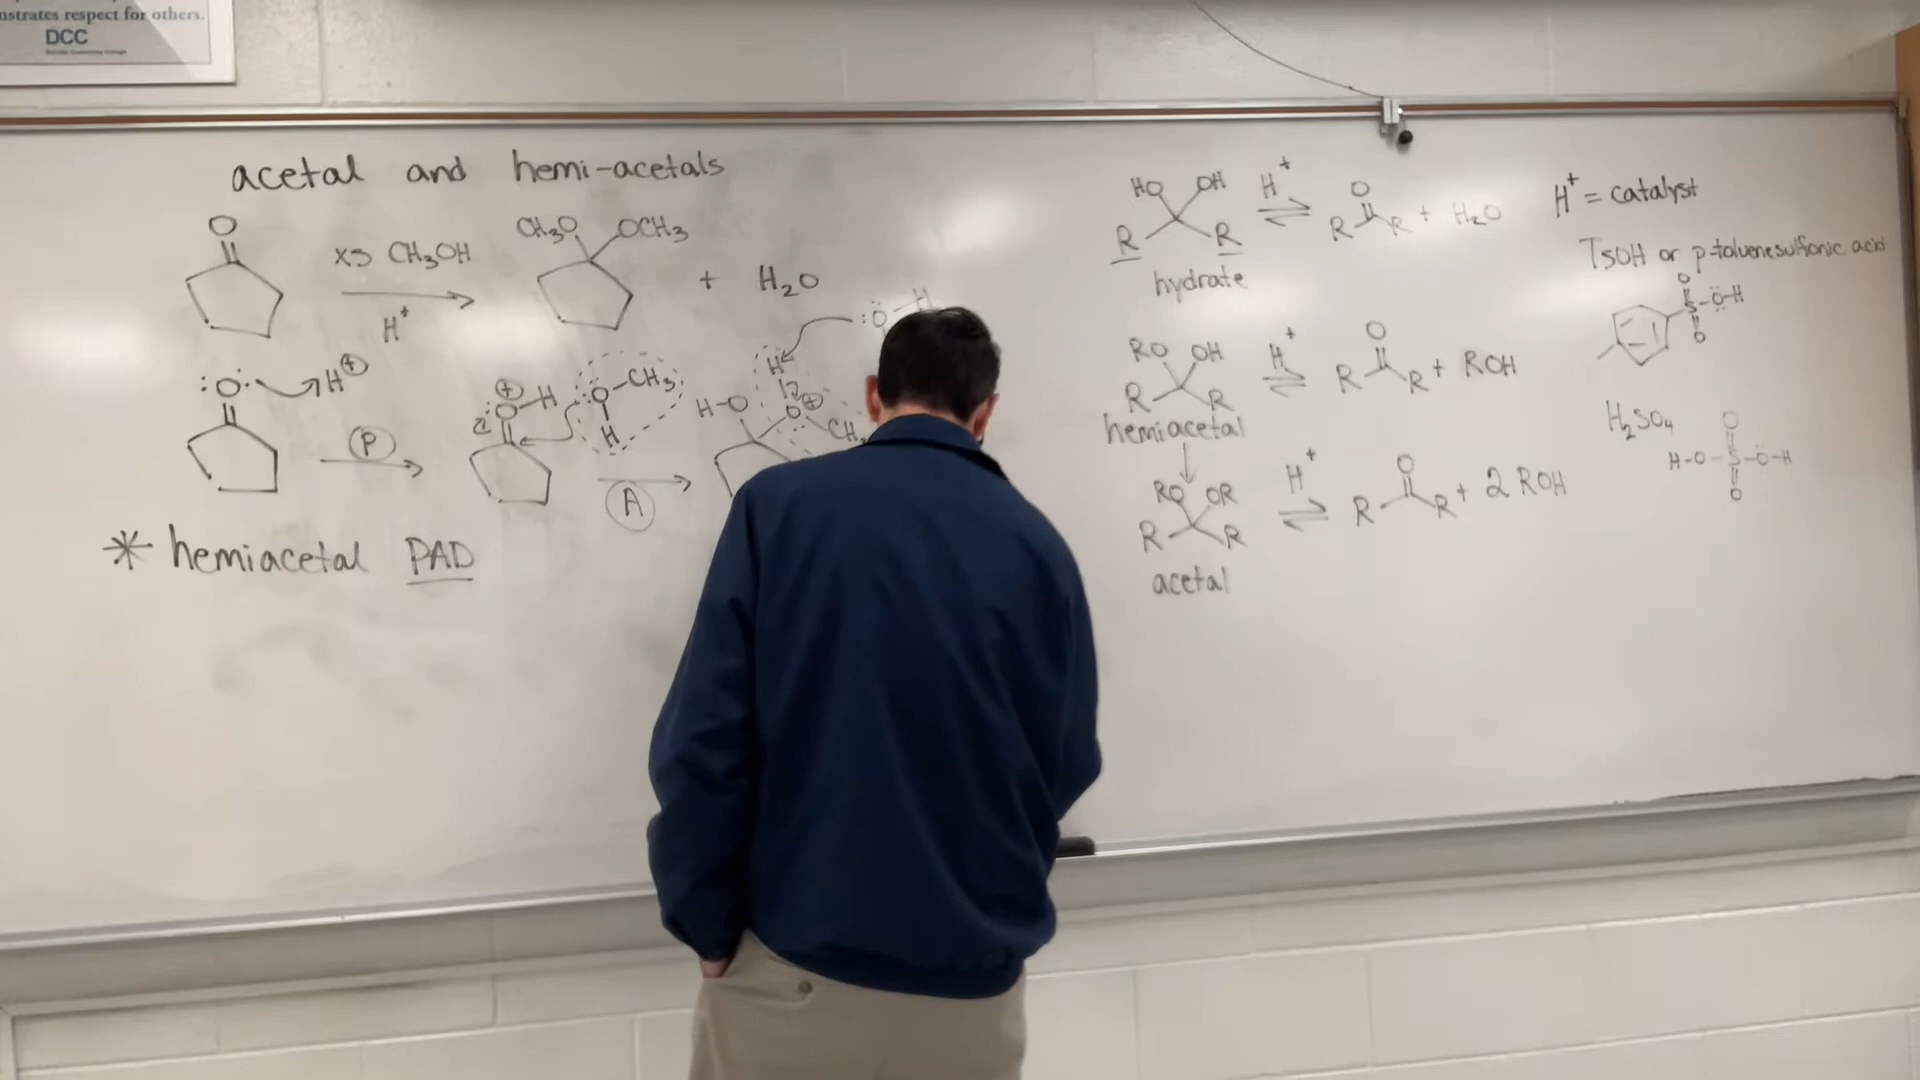 nstrates respect for others.
DCC
acetal and hemi-acetals
O
xs CH₃OH
H⁺
CH₃O OCH₃
+ H₂O
:O: H⊕
P
⊕
O-H
:O-CH₃
H
A
H-O
H
O⊕
CH₃
:O-H
* hemiacetal PAD
HO OH
R R
hydrate
H⁺
O
R R + H₂O
RO OH
R R
hemiacetal
H⁺
O
R R + ROH
RO OR
R R
acetal
H⁺
O
R R + 2 ROH
H⁺ = catalyst
TsOH or p-toluenesulfonic acid
O
S-O-H
O
H₂SO₄
O
H-O-S-O-H
O